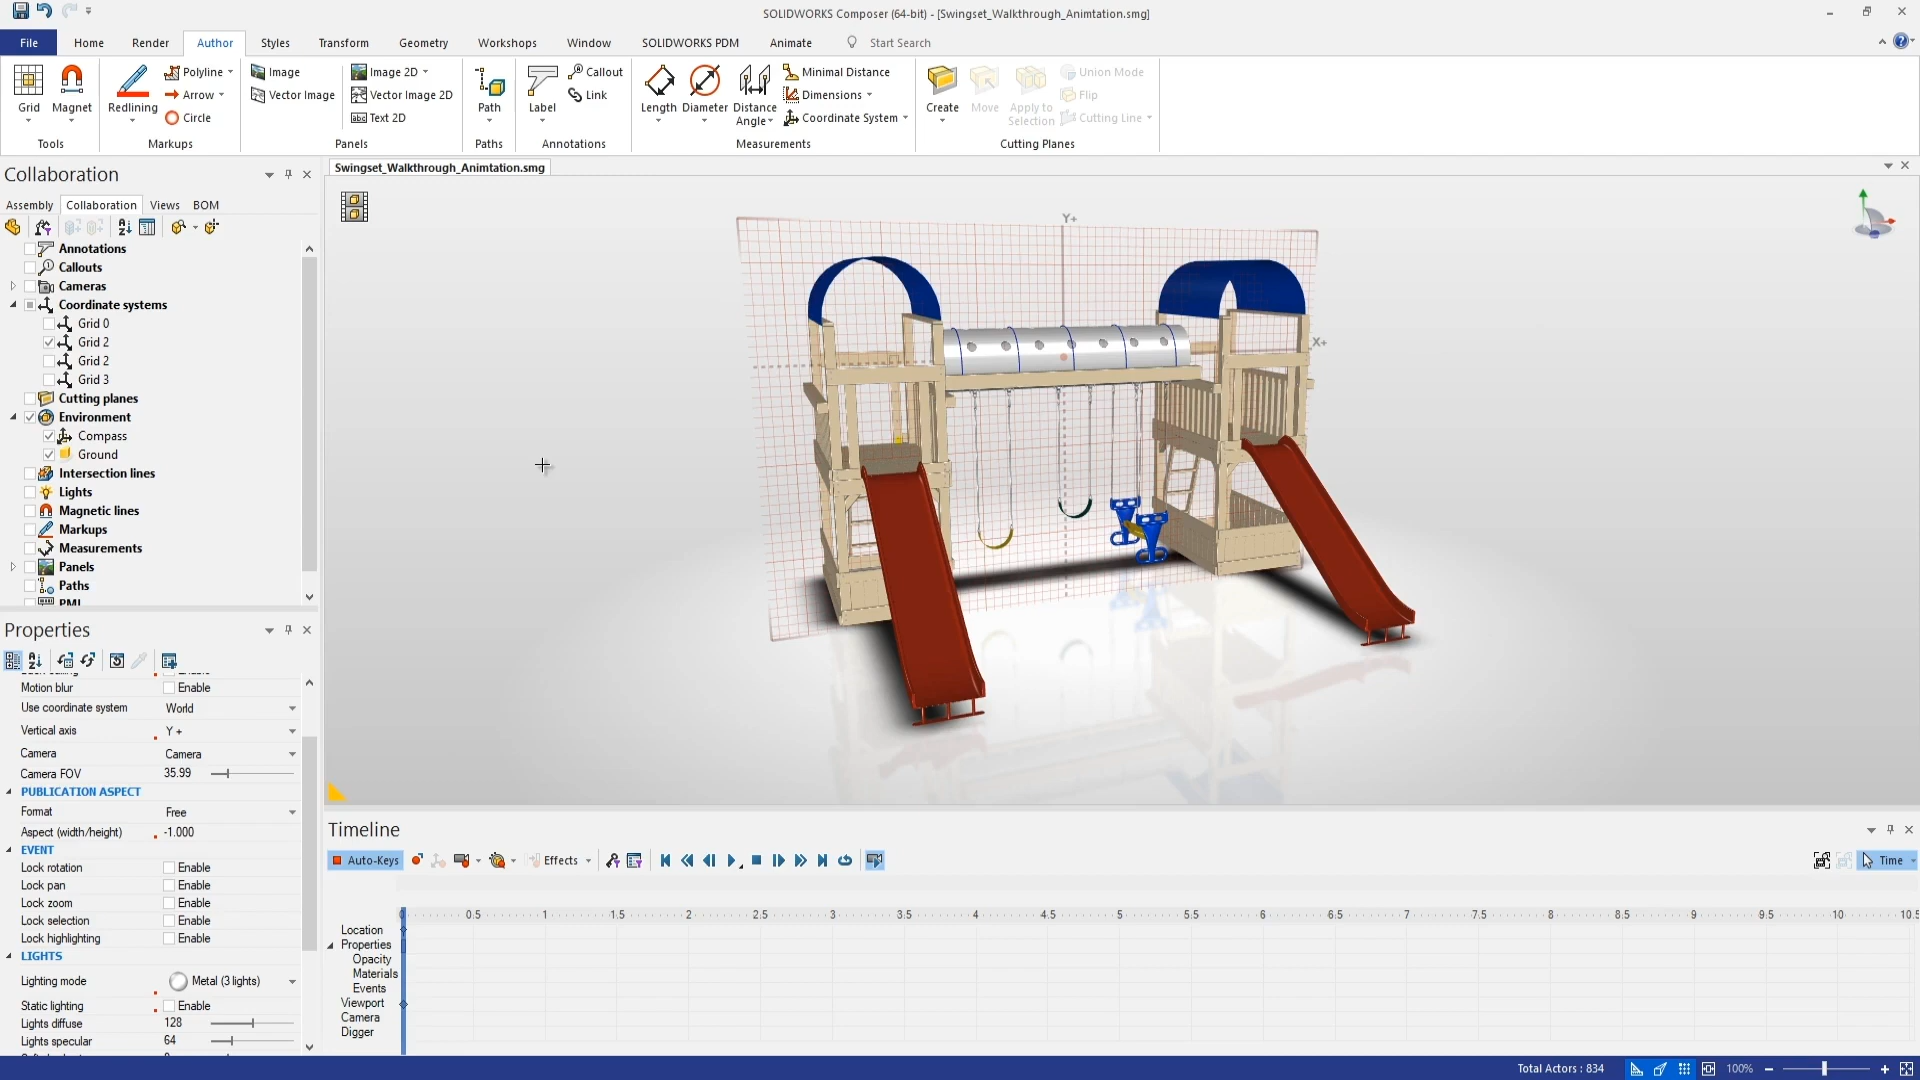 SOLIDWORKS Composer (64-bit) - [Swingset_Walkthrough_Animtation.smg]
File Home Render Author Styles Transform Geometry Workshops Window SOLIDWORKS PDM Animate Start Search
Grid Magnet Redlining Polyline Arrow Circle
Image Vector Image Image 2D Vector Image 2D Text 2D
Path Label Callout Link
Length Diameter Distance Angle Minimal Distance Dimensions Coordinate System
Create Move Apply to Selection Union Mode Flip Cutting Line
Tools Markups Panels Paths Annotations Measurements Cutting Planes
Collaboration
Swingset_Walkthrough_Animtation.smg
Assembly Collaboration Views BOM
Annotations
Callouts
Cameras
Coordinate systems
Grid 0
Grid 2
Grid 2
Grid 3
Cutting planes
Environment
Compass
Ground
Intersection lines
Lights
Magnetic lines
Markups
Measurements
Panels
Paths
PMI
Y+
X+
Properties
Motion blur Enable
Use coordinate system World
Vertical axis Y +
Camera Camera
Camera FOV 35.99
PUBLICATION ASPECT
Format Free
Aspect (width/height) -1.000
EVENT
Lock rotation Enable
Lock pan Enable
Lock zoom Enable
Lock selection Enable
Lock highlighting Enable
LIGHTS
Lighting mode Metal (3 lights)
Static lighting Enable
Lights diffuse 128
Lights specular 64
Timeline
Auto-Keys Effects Time
0 0.5 1 1.5 2 2.5 3 3.5 4 4.5 5 5.5 6 6.5 7 7.5 8 8.5 9 9.5 10 10.5
Location
Properties
Opacity
Materials
Events
Viewport
Camera
Digger
Total Actors : 834 100%